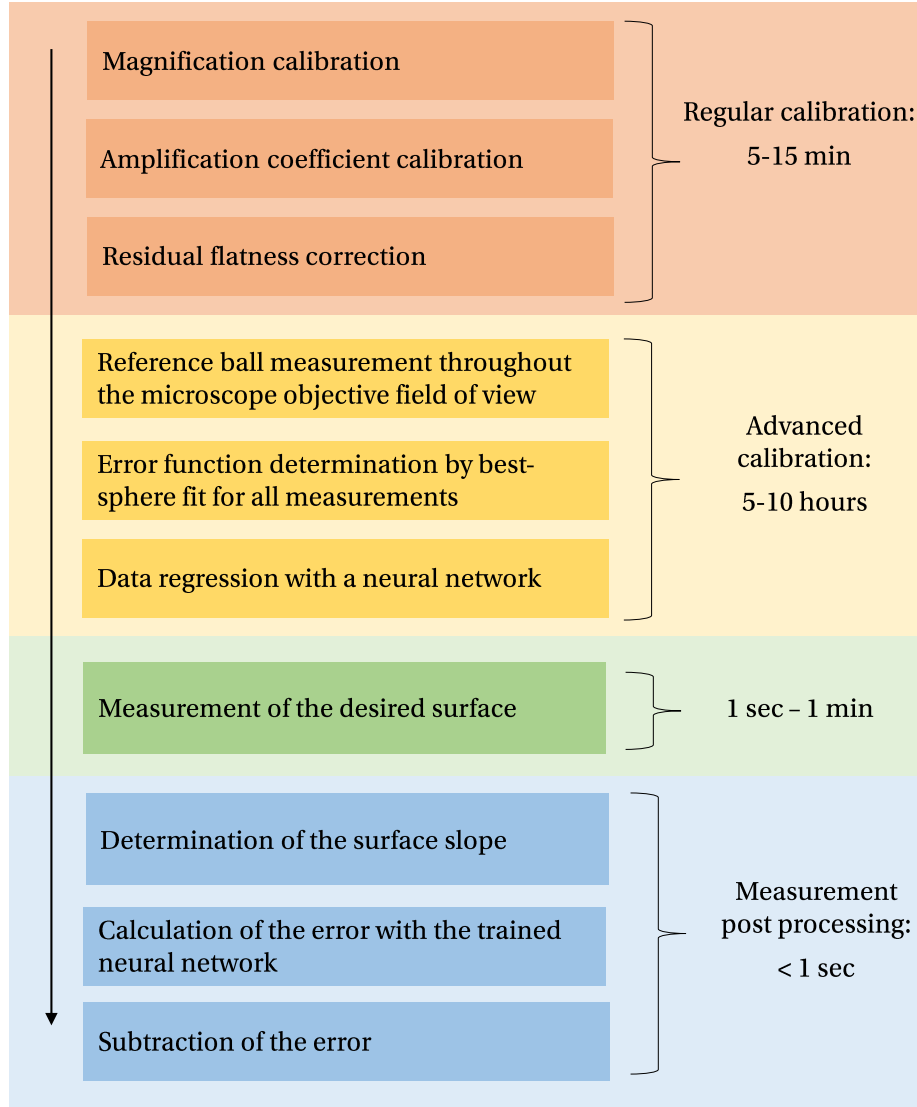 Magnification calibration
Amplification coefficient calibration
Residual flatness correction
Regular calibration:
5-15 min
Reference ball measurement throughout
the microscope objective field of view
Error function determination by best-
sphere fit for all measurements
Data regression with a neural network
Advanced
calibration:
5-10 hours
Measurement of the desired surface
1 sec – 1 min
Determination of the surface slope
Calculation of the error with the trained
neural network
Subtraction of the error
Measurement
post processing:
< 1 sec